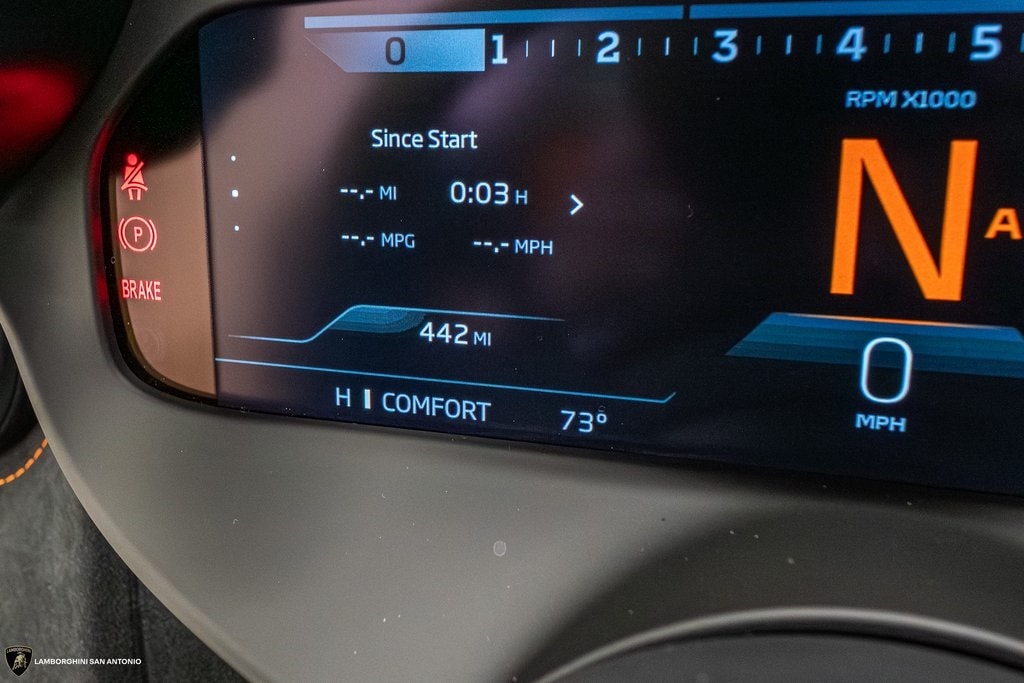 0 1 2 3 4 5
RPM X1000
Since Start
--.- MI 0:03 H >
--.- MPG --.- MPH
N A
P
BRAKE
442 MI
0
MPH
H COMFORT 73°
LAMBORGHINI SAN ANTONIO